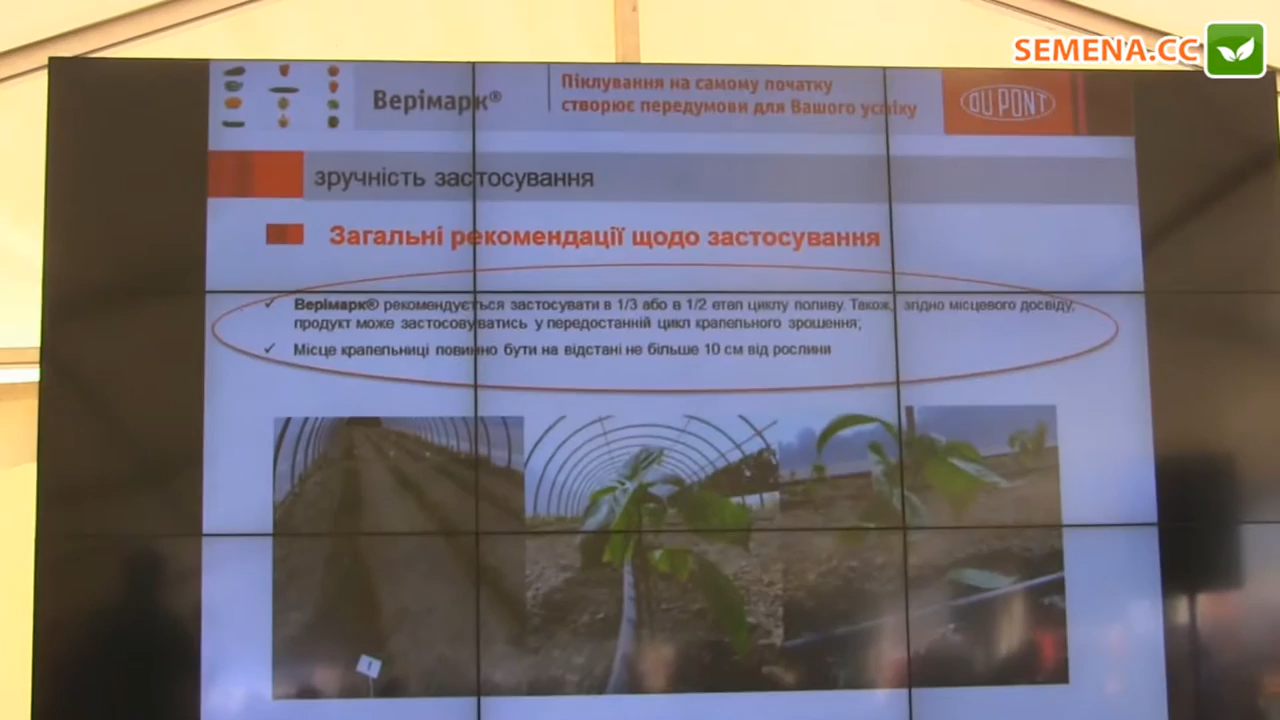 SEMENA.CC
Верімарк®
Піклування на самому початку
створює передумови для Вашого успіху
DU PONT
зручність застосування
Загальні рекомендації щодо застосування
✓ Верімарк® рекомендується застосувати в 1/3 або в 1/2 етап циклу поливу. Також, згідно місцевого досвіду,
продукт може застосовуватись у передостанній цикл крапельного зрошення;
✓ Місце крапельниці повинно бути на відстані не більше 10 см від рослини